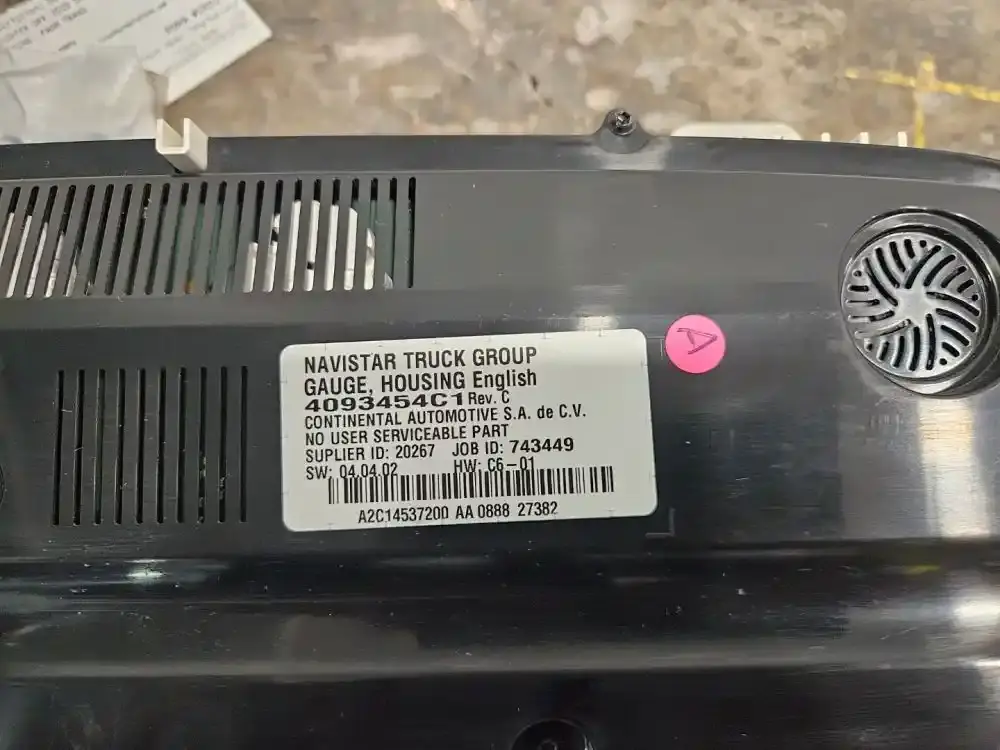 NAVISTAR TRUCK GROUP
GAUGE, HOUSING English
4093454C1 Rev. C
CONTINENTAL AUTOMOTIVE S.A. de C.V.
NO USER SERVICEABLE PART
SUPLIER ID: 20267 JOB ID: 743449
SW: 04.04.02 HW: C6-01
A2C14537200 AA 0888 27382
A